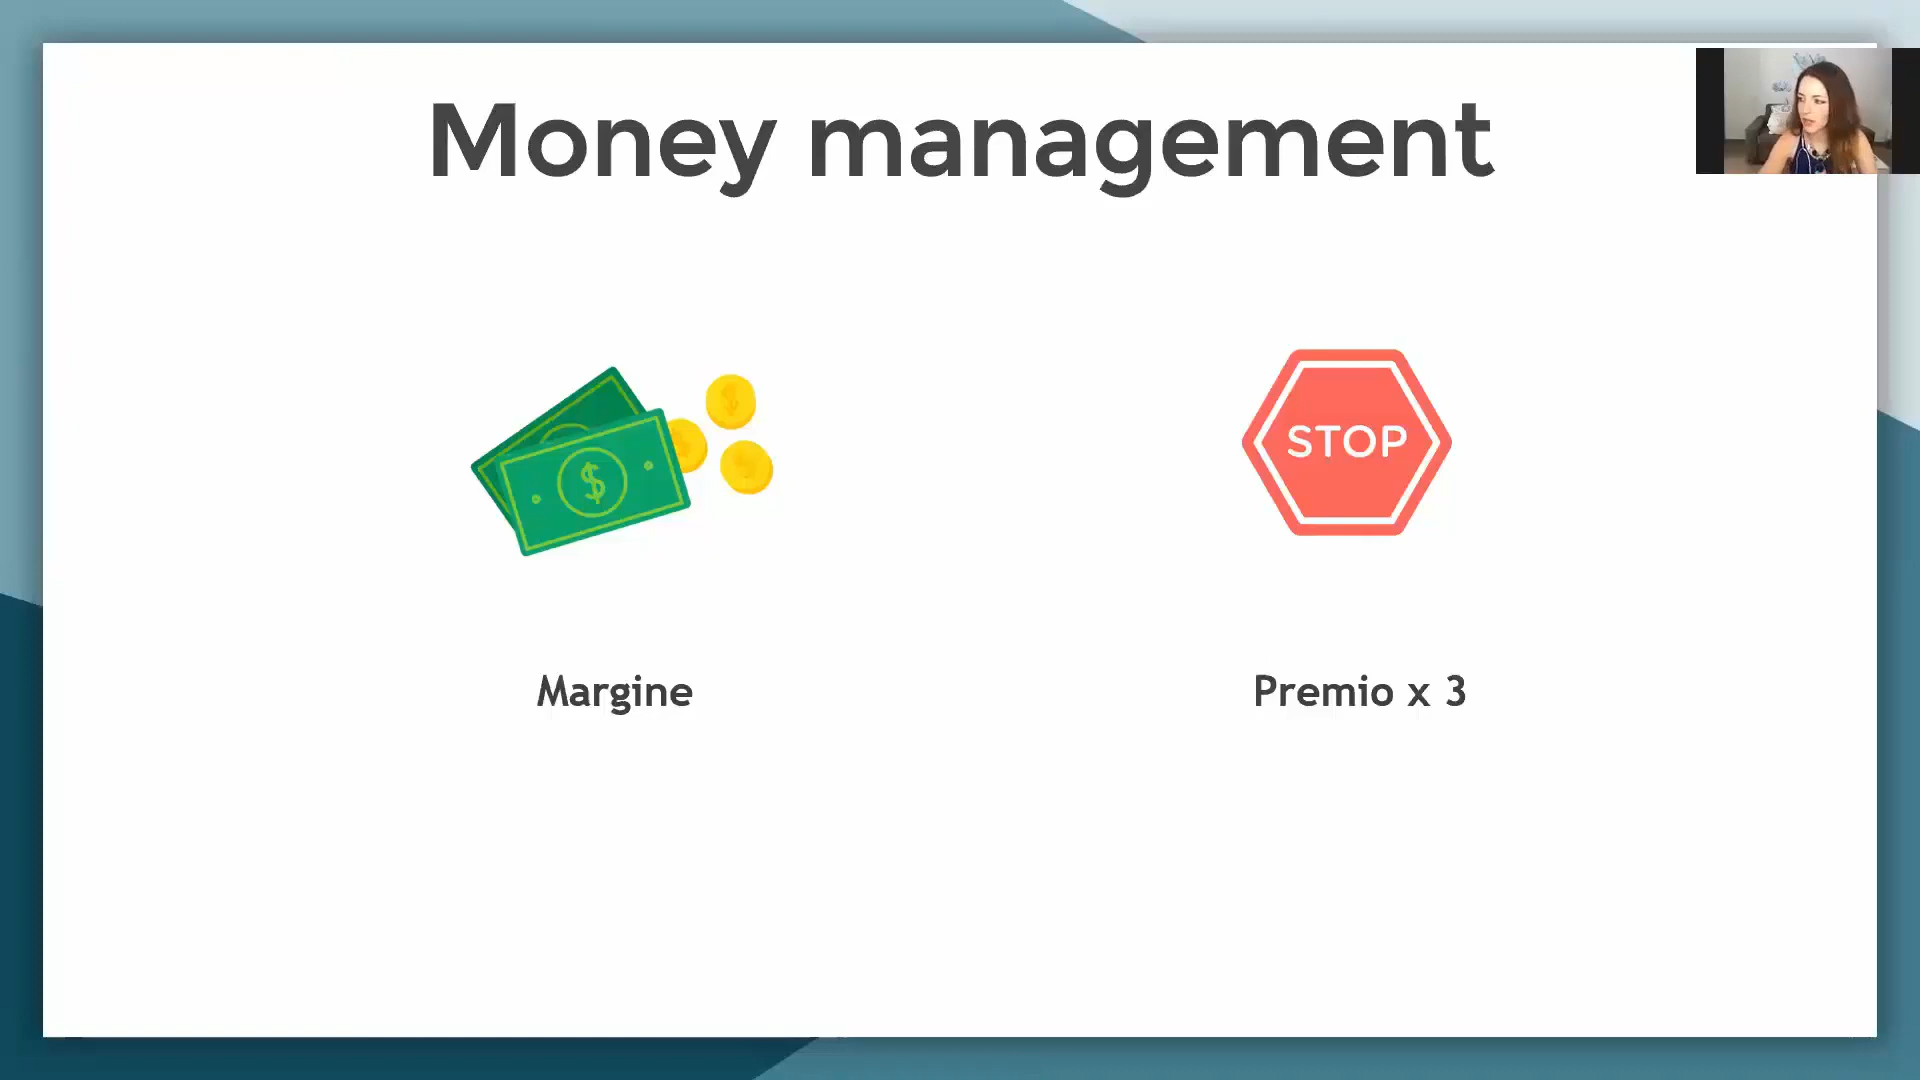 Money management
$
STOP
Margine
Premio x 3